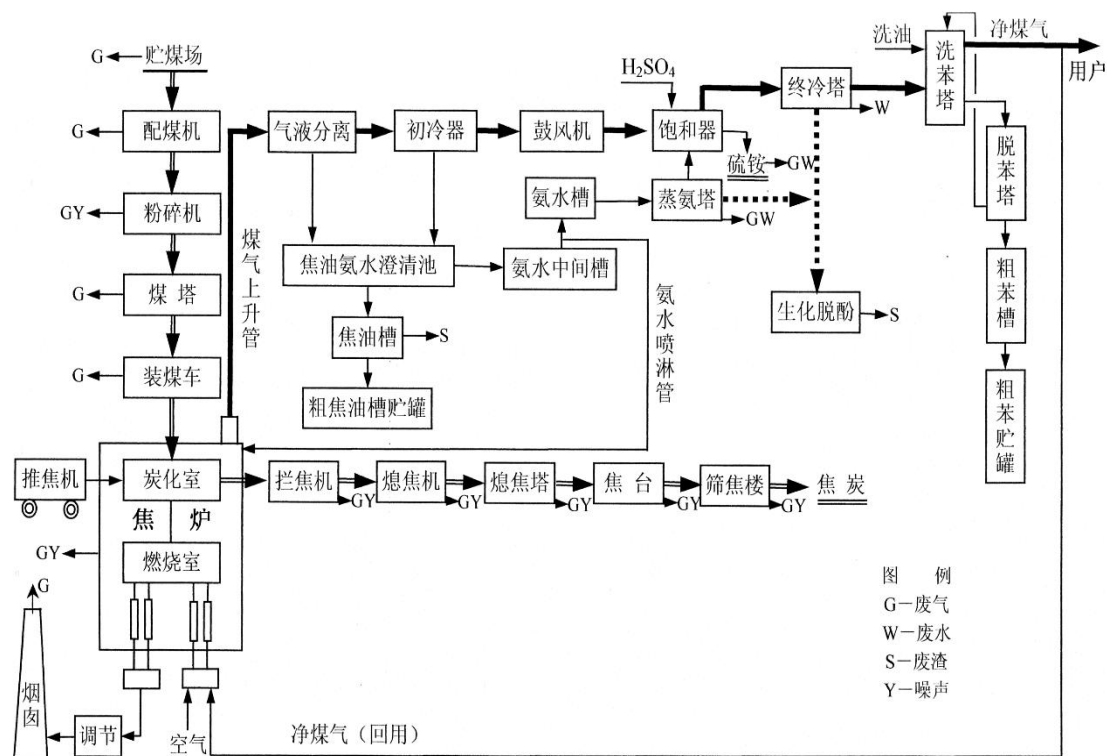 洗油
净煤气
用户
洗苯塔
G
贮煤场
H₂SO₄
终冷塔
W
G
配煤机
气液分离
初冷器
鼓风机
饱和器
硫铵
GW
脱苯塔
GY
粉碎机
氨水槽
蒸氨塔
GW
煤气上升管
焦油氨水澄清池
氨水中间槽
G
煤塔
氨水喷淋管
生化脱酚
S
粗苯槽
焦油槽
S
G
装煤车
粗焦油槽贮罐
粗苯贮罐
推焦机
炭化室
拦焦机
熄焦机
熄焦塔
焦台
筛焦楼
焦炭
GY
GY
GY
GY
GY
焦炉
GY
燃烧室
G
图例
G—废气
W—废水
S—废渣
Y—噪声
烟囱
调节
空气
净煤气（回用）